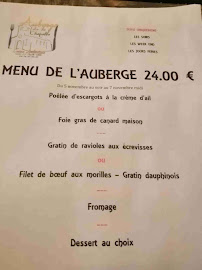 Auberge
MENU DE L'AUBERGE 24.00 €
Poêlée d'escargots à la crème d'ail
ou
Foie gras de canard maison
Gratin de ravioles aux écrevisses
ou
Filet de bœuf aux morilles – Gratin dauphinois
Fromage
Dessert au choix